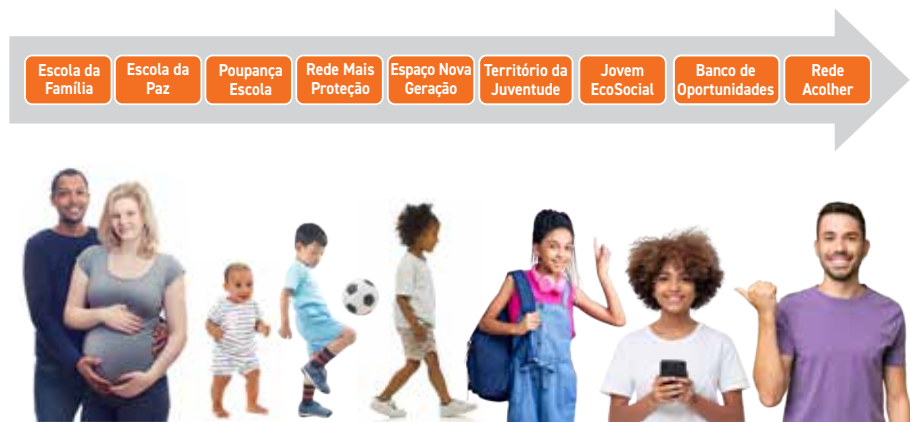 Escola da
Família
Escola da
Paz
Poupança
Escola
Rede Mais
Proteção
Espaço Nova
Geração
Território da
Juventude
Jovem
EcoSocial
Banco de
Oportunidades
Rede
Acolher